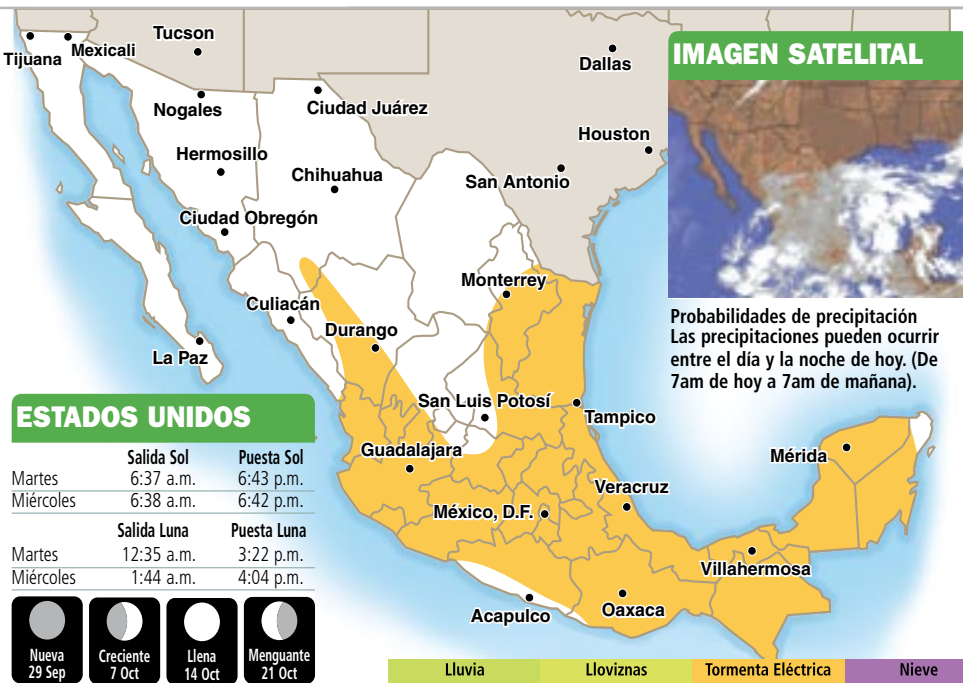 Tijuana
Mexicali
Tucson
Nogales
Ciudad Juárez
Dallas
Houston
San Antonio
Hermosillo
Chihuahua
Ciudad Obregón
Monterrey
Culiacán
Durango
La Paz
San Luis Potosí
Tampico
Guadalajara
Mérida
Veracruz
México, D.F.
Villahermosa
Acapulco
Oaxaca
IMAGEN SATELITAL
Probabilidades de precipitación
Las precipitaciones pueden ocurrir
entre el día y la noche de hoy. (De
7am de hoy a 7am de mañana).
ESTADOS UNIDOS
Salida Sol Puesta Sol
Martes 6:37 a.m. 6:43 p.m.
Miércoles 6:38 a.m. 6:42 p.m.
Salida Luna Puesta Luna
Martes 12:35 a.m. 3:22 p.m.
Miércoles 1:44 a.m. 4:04 p.m.
Nueva
29 Sep
Creciente
7 Oct
Llena
14 Oct
Menguante
21 Oct
Lluvia Lloviznas Tormenta Eléctrica Nieve